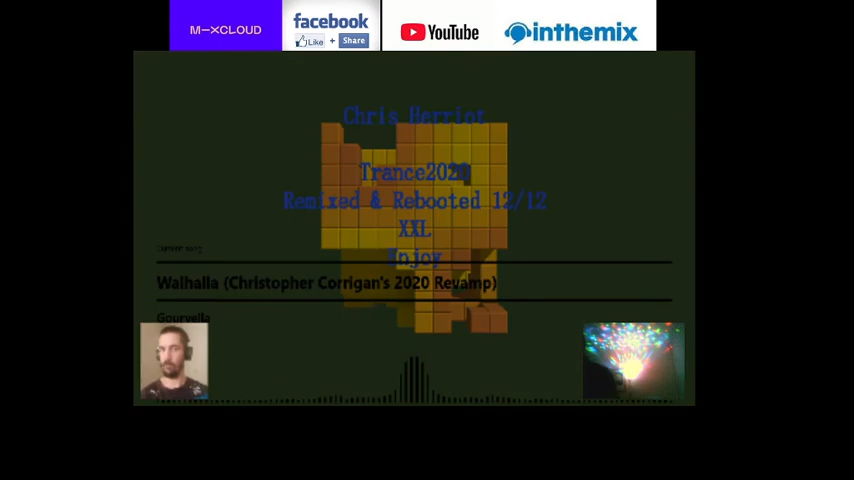 M-XCLOUD
facebook
Like + Share
YouTube
inthemix
Chris Herriot
Trance2020
Remixed & Rebooted 12/12
XXL
Enjoy
Walhalla (Christopher Corrigan's 2020 Revamp)
Gouryella